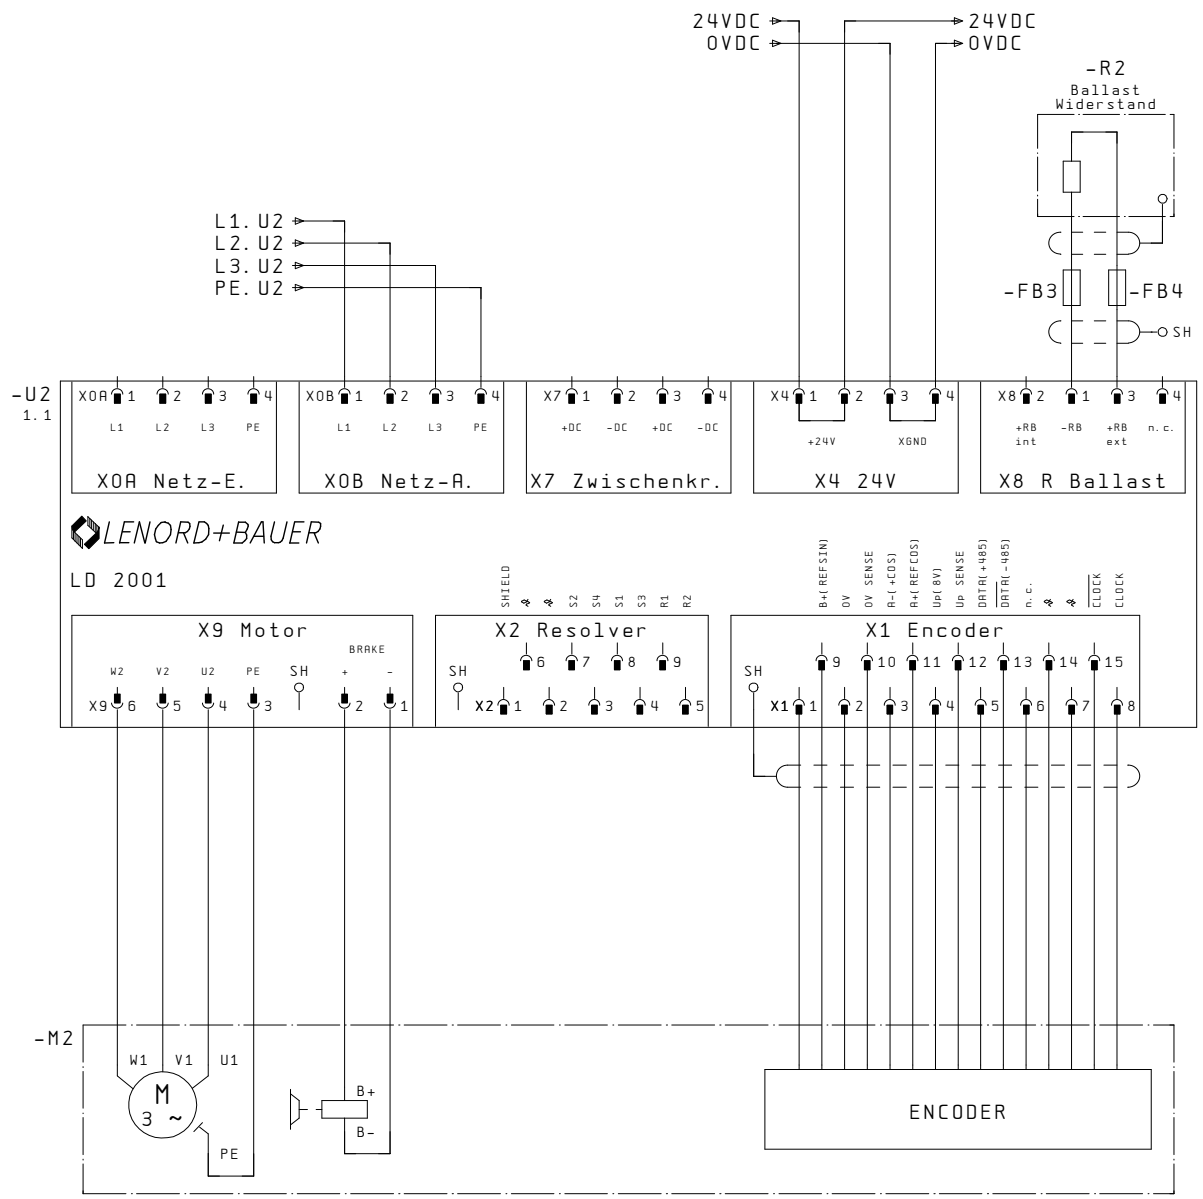 24VDC 24VDC
0VDC 0VDC
-R2
Ballast
Widerstand
L1.U2
L2.U2
L3.U2
PE.U2
-FB3 -FB4
SH
-U2
1.1
X0A 1 2 3 4
L1 L2 L3 PE
X0A Netz-E.
X0B 1 2 3 4
L1 L2 L3 PE
X0B Netz-A.
X7 1 2 3 4
+DC -DC +DC -DC
X7 Zwischenkr.
X4 1 2 3 4
+24V XGND
X4 24V
X8 2 1 3 4
+RB -RB +RB n.c.
int ext
X8 R Ballast
LENORD+BAUER
LD 2001
X9 Motor
BRAKE
W2 V2 U2 PE SH + -
X9 6 5 4 3 2 1
SHIELD
S2
S4
S1
S3
R1
R2
X2 Resolver
6 7 8 9
SH
X2 1 2 3 4 5
B+(REFSIN)
0V
0V SENSE
A-(+COS)
A+(REFCOS)
Up(8V)
Up SENSE
DATA(+485)
DATA(-485)
n.c.
CLOCK
CLOCK
X1 Encoder
9 10 11 12 13 14 15
SH
X1 1 2 3 4 5 6 7 8
-M2
W1 V1 U1
M
3 ~
PE
B+
B-
ENCODER